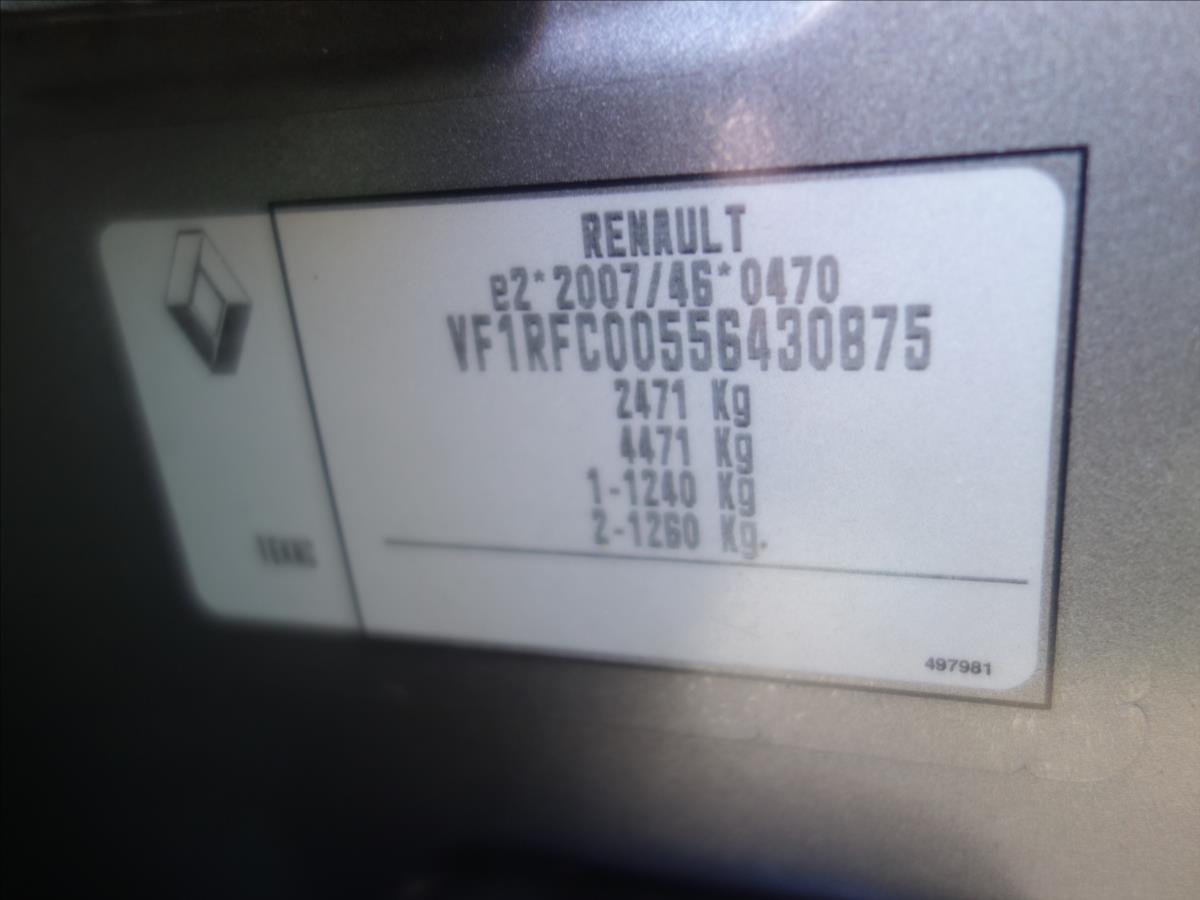 RENAULT
e2*2007/46*0470
VF1RFC00556430875
2471 Kg
4471 Kg
1-1240 Kg
2-1260 Kg.
497981